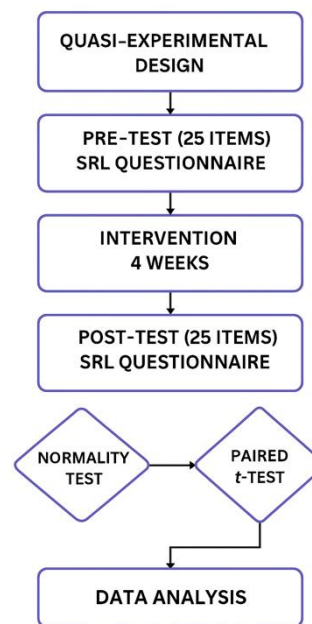 QUASI-EXPERIMENTAL
DESIGN
PRE-TEST (25 ITEMS)
SRL QUESTIONNAIRE
INTERVENTION
4 WEEKS
POST-TEST (25 ITEMS)
SRL QUESTIONNAIRE
NORMALITY
TEST
PAIRED
t-TEST
DATA ANALYSIS